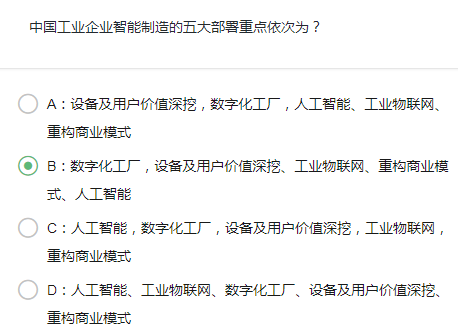 中国工业企业智能制造的五大部署重点依次为？
A：设备及用户价值深挖，数字化工厂，人工智能、工业物联网、
重构商业模式
B：数字化工厂，设备及用户价值深挖、工业物联网、重构商业模
式、人工智能
C：人工智能，数字化工厂，设备及用户价值深挖，工业物联网，
重构商业模式
D：人工智能、工业物联网、数字化工厂、设备及用户价值深挖、
重构商业模式